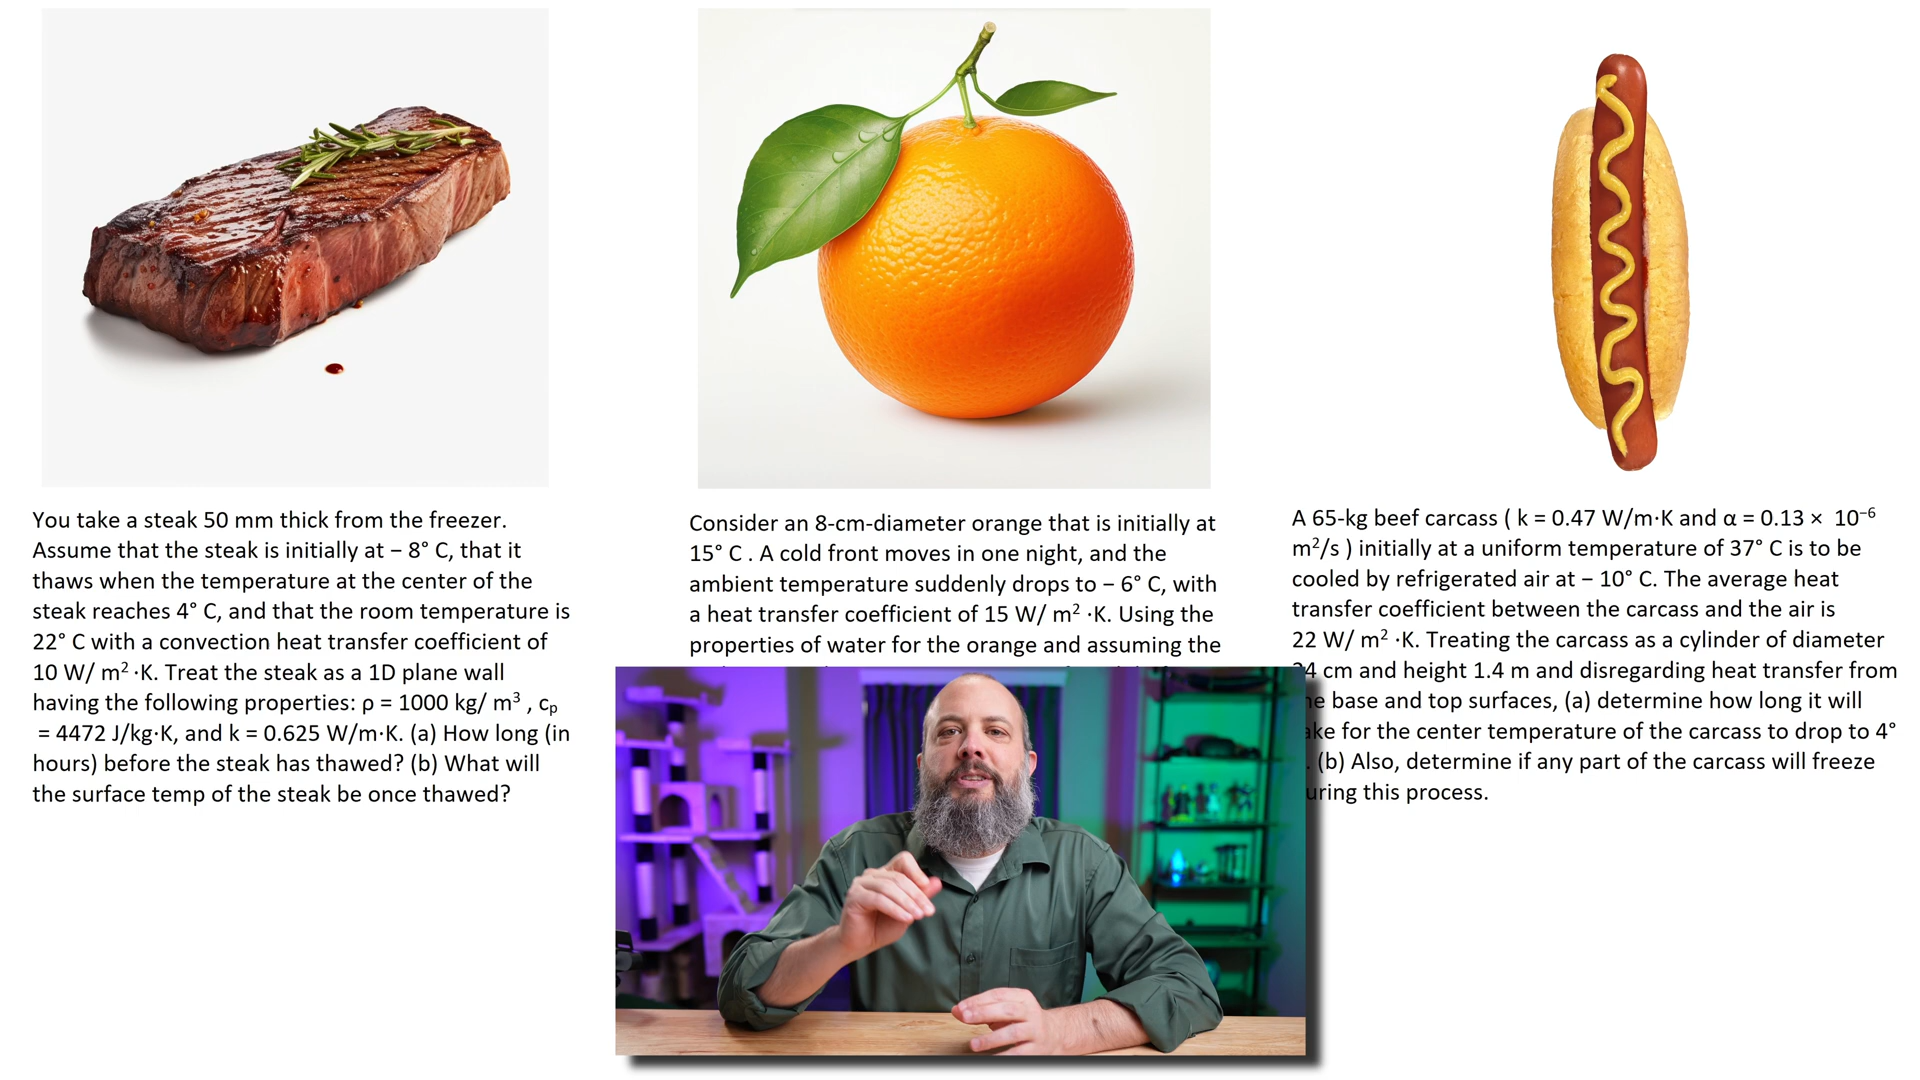 You take a steak 50 mm thick from the freezer.
Assume that the steak is initially at − 8° C, that it
thaws when the temperature at the center of the
steak reaches 4° C, and that the room temperature is
22° C with a convection heat transfer coefficient of
10 W/ m² ·K. Treat the steak as a 1D plane wall
having the following properties: ρ = 1000 kg/ m³ , cₚ
= 4472 J/kg·K, and k = 0.625 W/m·K. (a) How long (in
hours) before the steak has thawed? (b) What will
the surface temp of the steak be once thawed?
Consider an 8-cm-diameter orange that is initially at
15° C . A cold front moves in one night, and the
ambient temperature suddenly drops to − 6° C, with
a heat transfer coefficient of 15 W/ m² ·K. Using the
properties of water for the orange and assuming the
A 65-kg beef carcass ( k = 0.47 W/m·K and α = 0.13 × 10⁻⁶
m²/s ) initially at a uniform temperature of 37° C is to be
cooled by refrigerated air at − 10° C. The average heat
transfer coefficient between the carcass and the air is
22 W/ m² ·K. Treating the carcass as a cylinder of diameter
cm and height 1.4 m and disregarding heat transfer from
base and top surfaces, (a) determine how long it will
for the center temperature of the carcass to drop to 4°
. (b) Also, determine if any part of the carcass will freeze
this process.